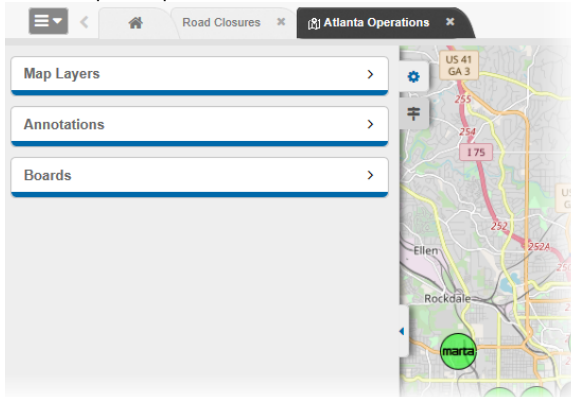 Road Closures
Atlanta Operations
Map Layers
Annotations
Boards
US 41
GA 3
255
254
I 75
252
252A
Ellen
Rockdale
marta